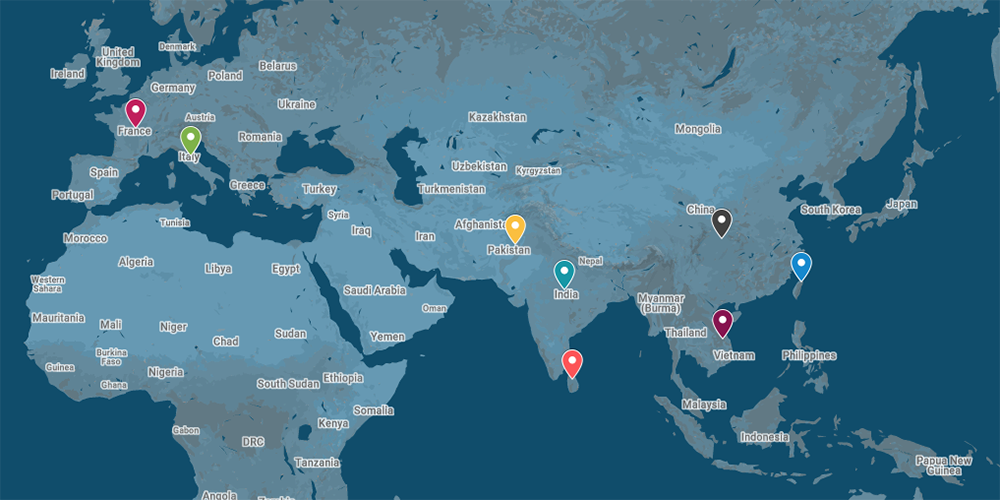 Denmark
United
Kingdom
Ireland
Belarus
Poland
Germany
Ukraine
Austria
Kazakhstan
France
Mongolia
Romania
Italy
Uzbekistan
Kyrgyzstan
Spain
Greece
Turkey
Turkmenistan
Portugal
Japan
China
South Korea
Syria
Tunisia
Afghanista
Iraq
Iran
Morocco
Pakistan
Algeria
Libya
Egypt
Nepal
Western
Sahara
Saudi Arabia
India
Myanmar
(Burma)
Oman
Mauritania
Mali
Niger
Sudan
Yemen
Thailand
Chad
Burkina
Faso
Vietnam
Philippines
Guinea
Nigeria
Ethiopia
Ghana
South Sudan
Malaysia
Somalia
Kenya
Gabon
DRC
Indonesia
Tanzania
Papua New
Guinea
Angola